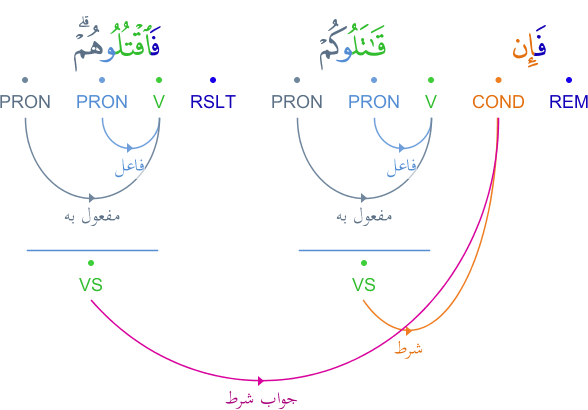 فَإِن قَـٰتَلُوكُمْ فَٱقْتُلُوهُمْ ۗ
REM COND V PRON PRON RSLT V PRON PRON
فاعل فاعل
مفعول به مفعول به
VS VS
شرط
جواب شرط